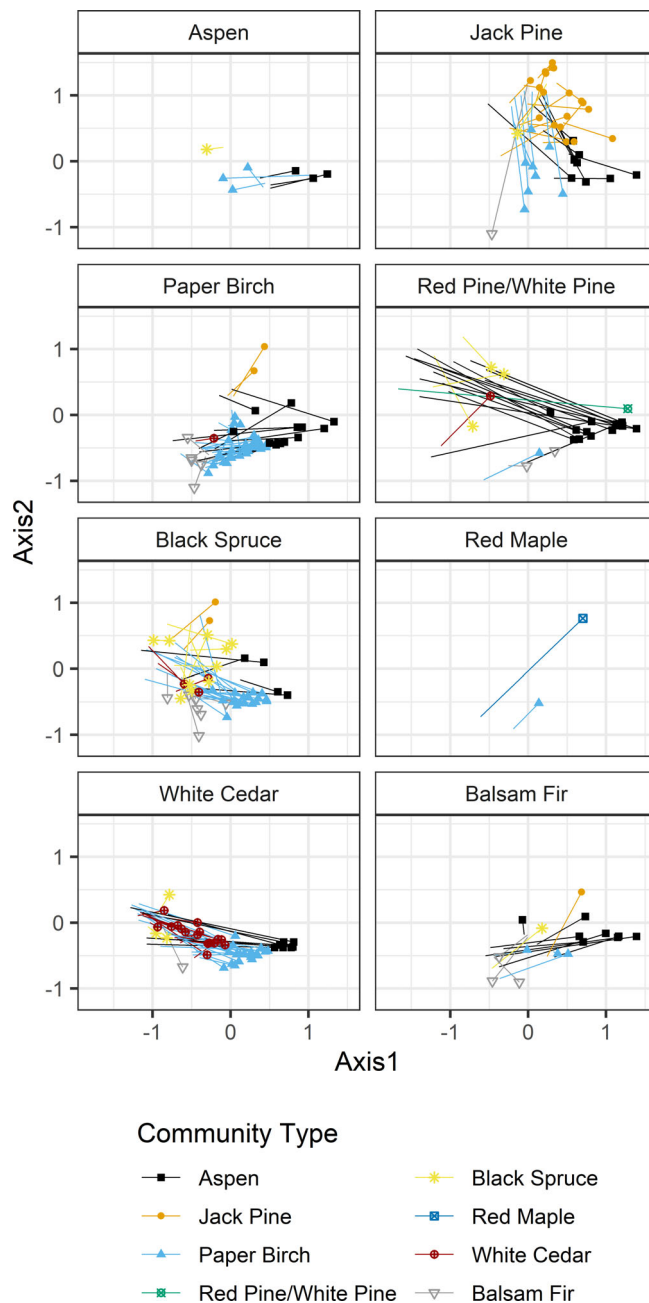 Aspen Jack Pine
1
0
-1
Paper Birch Red Pine/White Pine
1
0
-1
Black Spruce Red Maple
1
0
-1
White Cedar Balsam Fir
1
0
-1
-1 0 1 -1 0 1
Axis2
Axis1
Community Type
Aspen Black Spruce
Jack Pine Red Maple
Paper Birch White Cedar
Red Pine/White Pine Balsam Fir